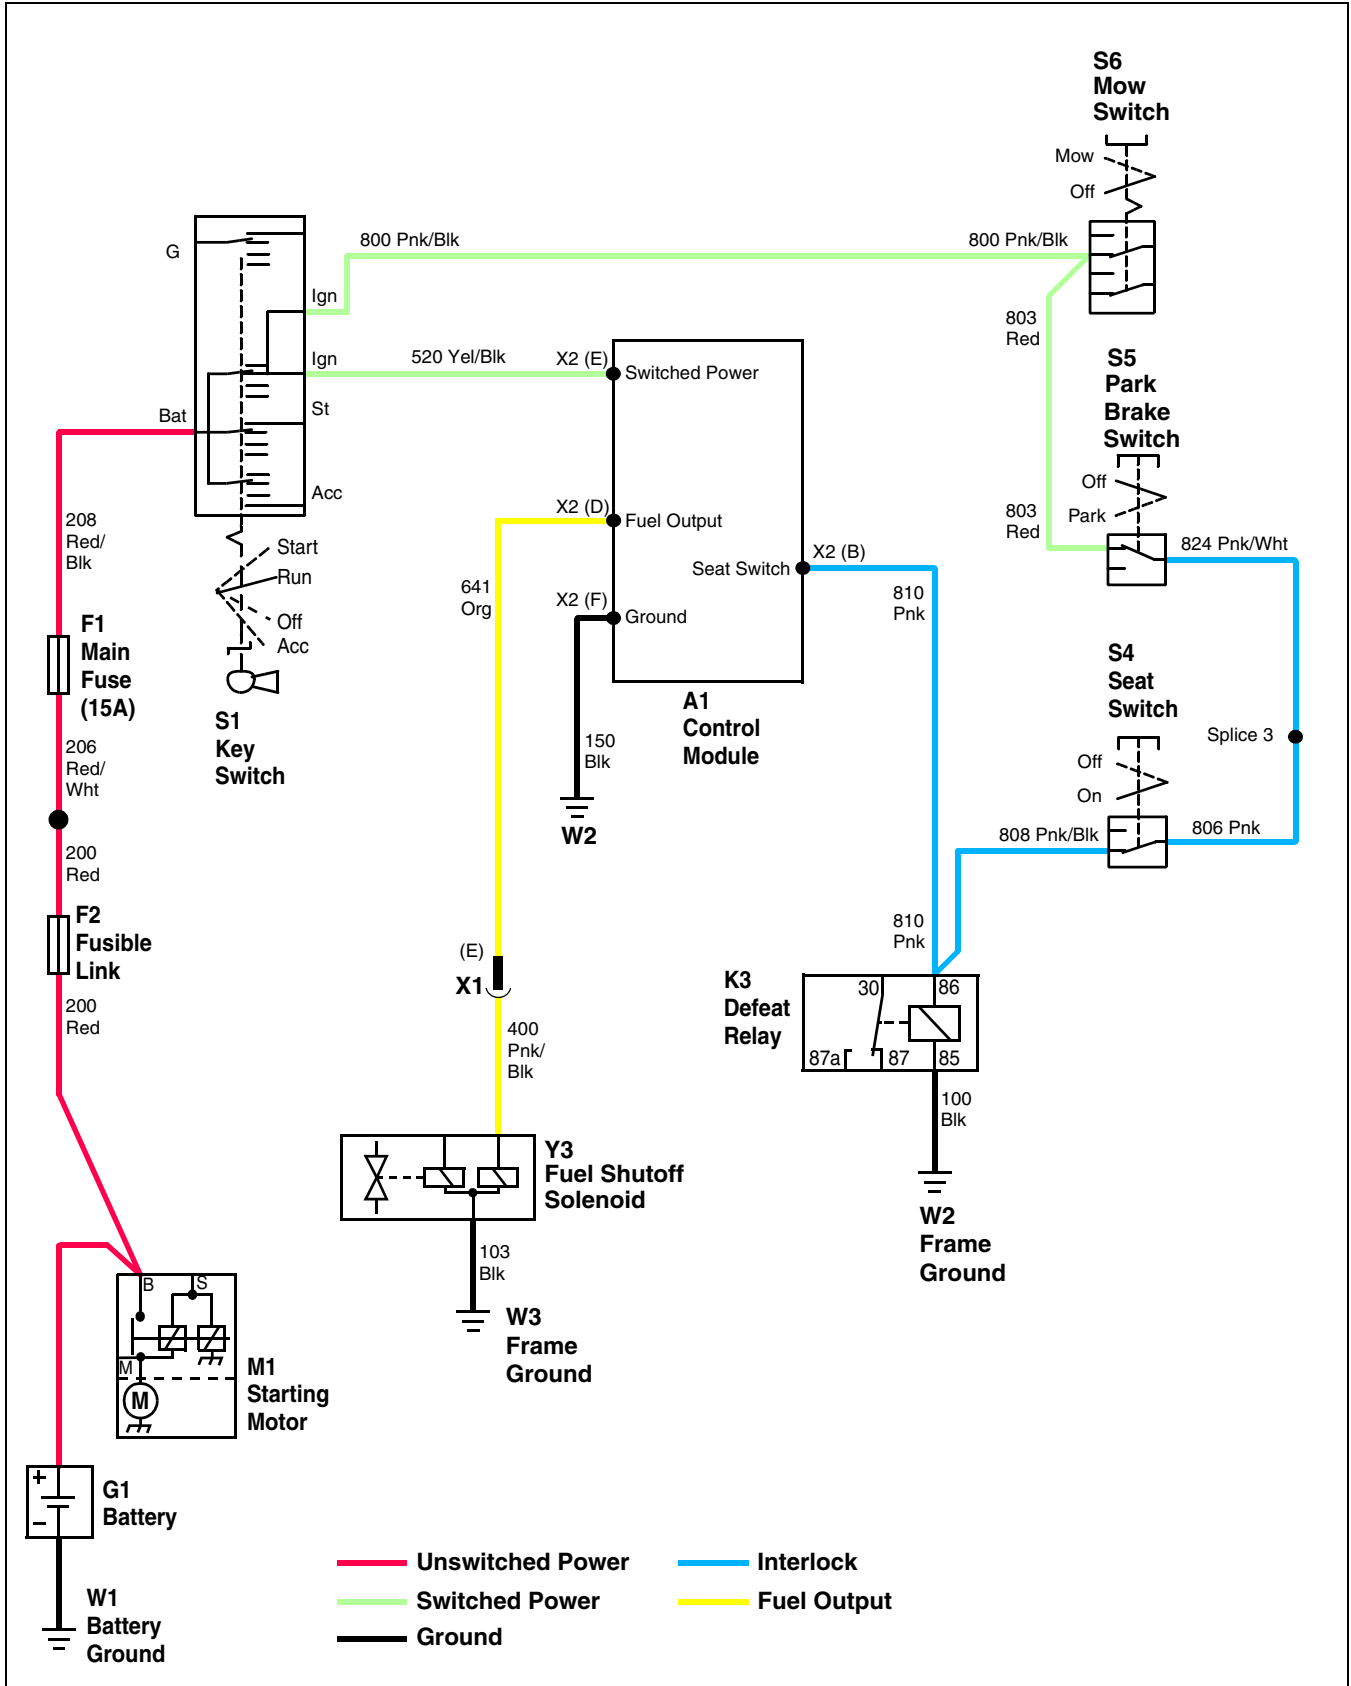 S6
Mow
Switch
Mow
Off
G
800 Pnk/Blk
800 Pnk/Blk
Ign
803
Red
Ign
520 Yel/Blk
X2 (E)
Switched Power
S5
Park
Brake
Switch
St
Bat
Off
Park
Acc
X2 (D)
Fuel Output
803
Red
208
Red/
Blk
Start
Run
Off
Acc
X2 (B)
Seat Switch
824 Pnk/Wht
641
Org
X2 (F)
Ground
810
Pnk
F1
Main
Fuse
(15A)
S4
Seat
Switch
S1
Key
Switch
A1
Control
Module
Splice 3
206
Red/
Wht
150
Blk
Off
On
W2
808 Pnk/Blk
806 Pnk
200
Red
F2
Fusible
Link
810
Pnk
(E)
X1
K3
Defeat
Relay
30
86
87a
87
85
200
Red
400
Pnk/
Blk
100
Blk
Y3
Fuel Shutoff
Solenoid
W2
Frame
Ground
103
Blk
B
S
M
M
M1
Starting
Motor
W3
Frame
Ground
+
−
G1
Battery
W1
Battery
Ground
Unswitched Power
Interlock
Switched Power
Fuel Output
Ground